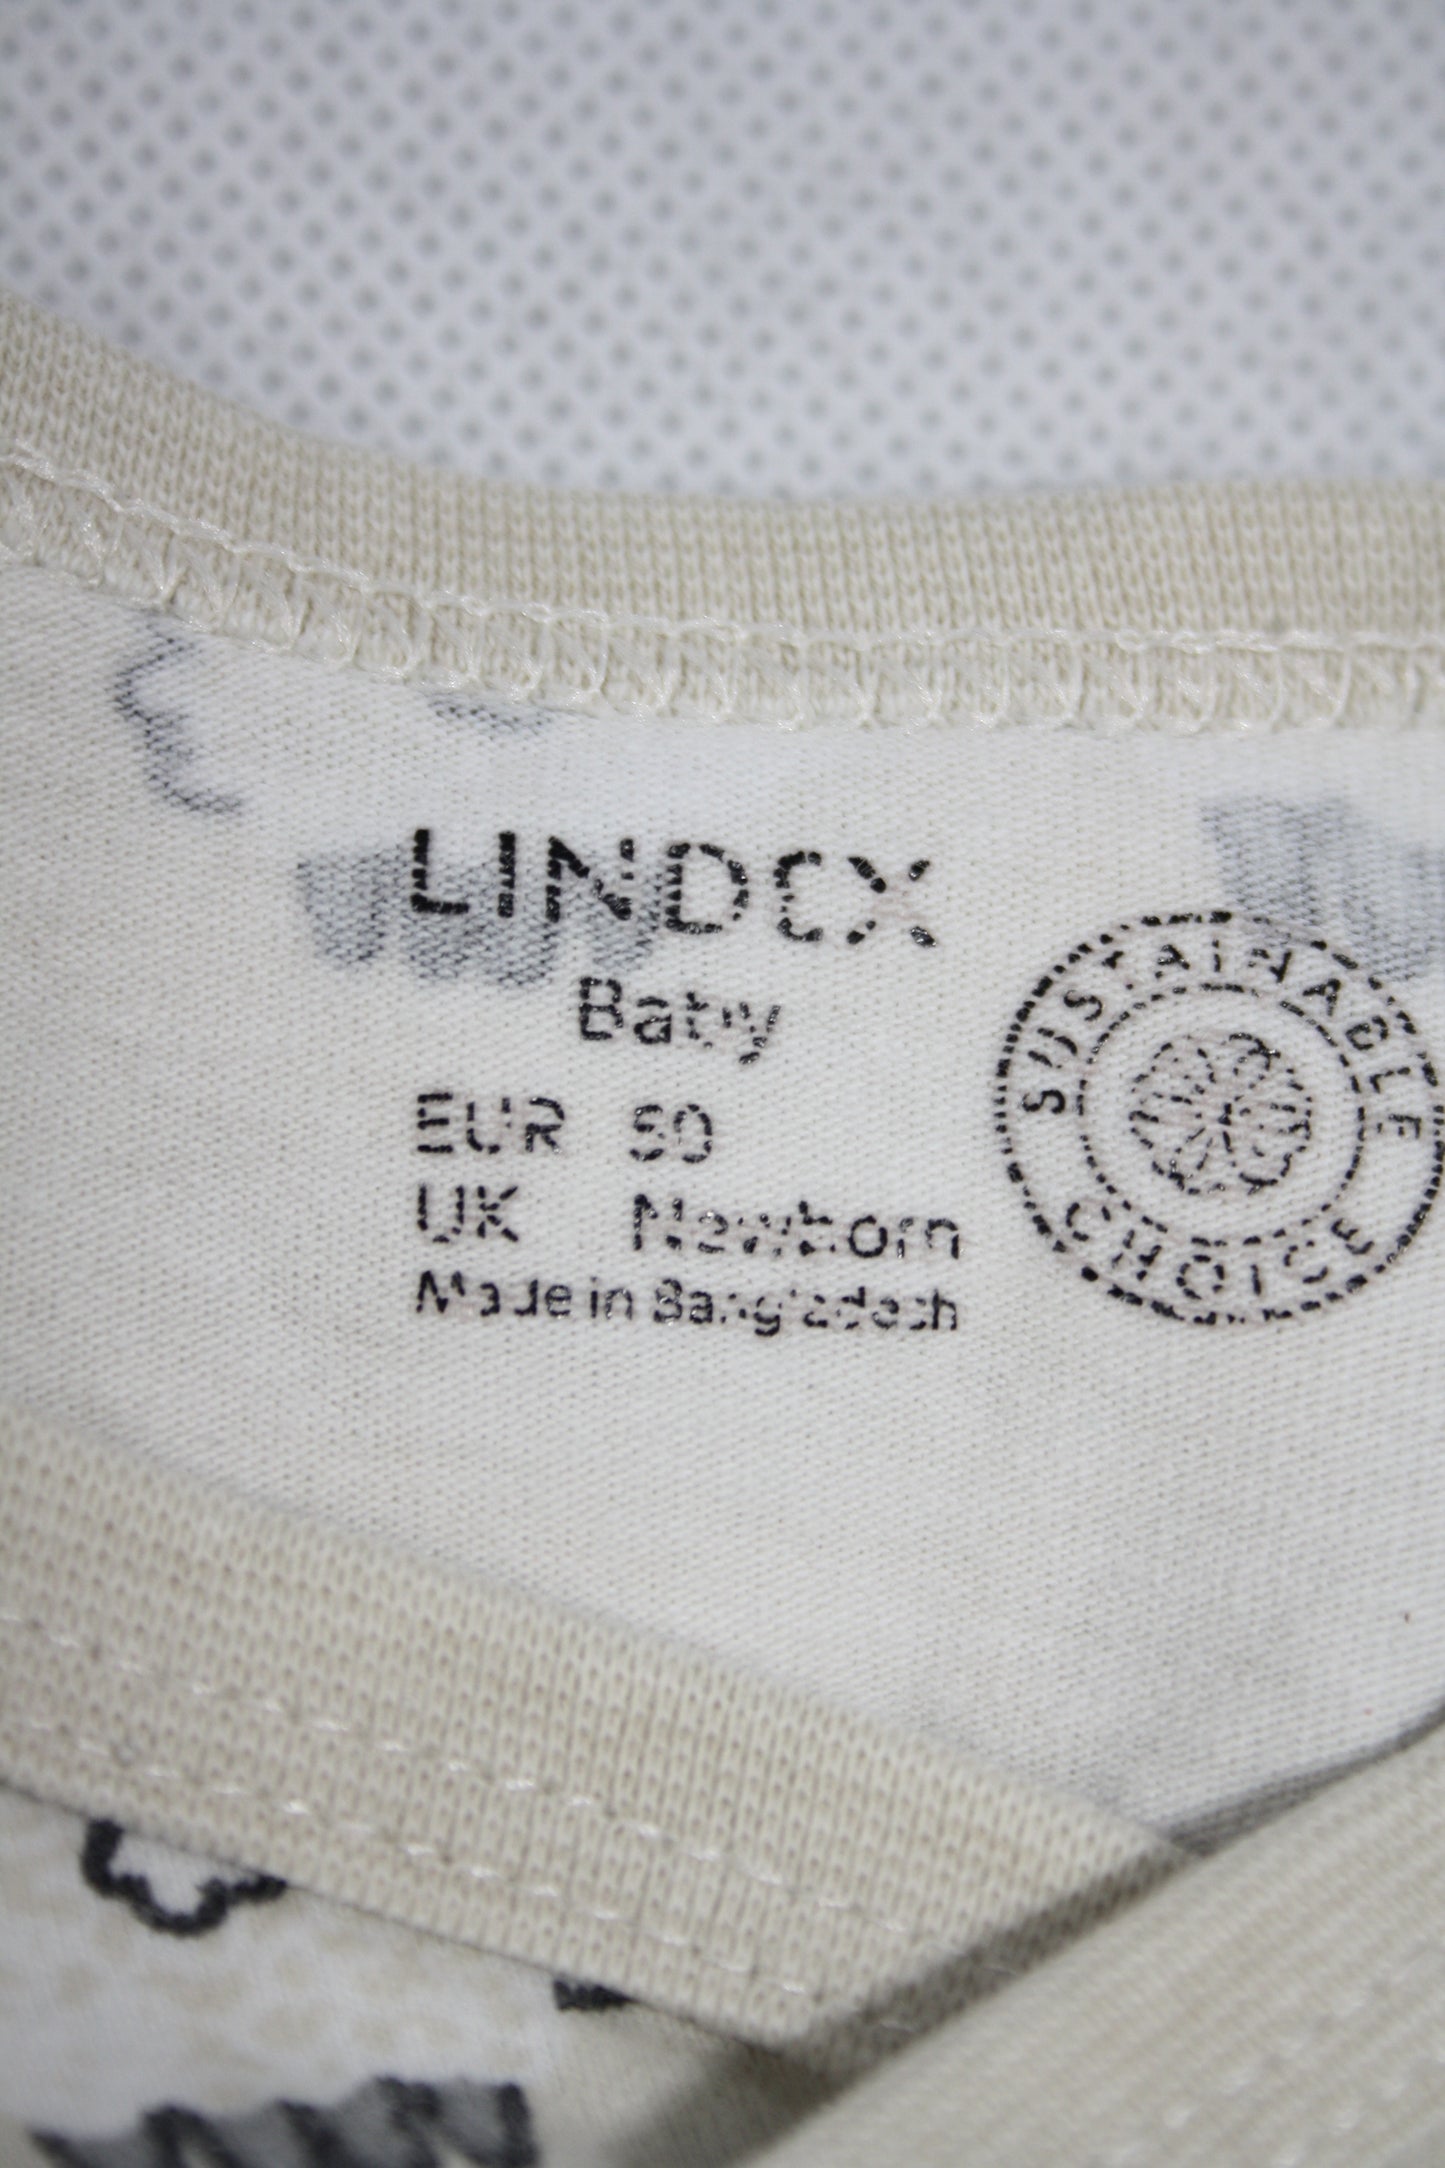 LINDEX
Baby
EUR 50
UK Newborn
Made in Bangladesh
SUSTAINABLE
CHOICE